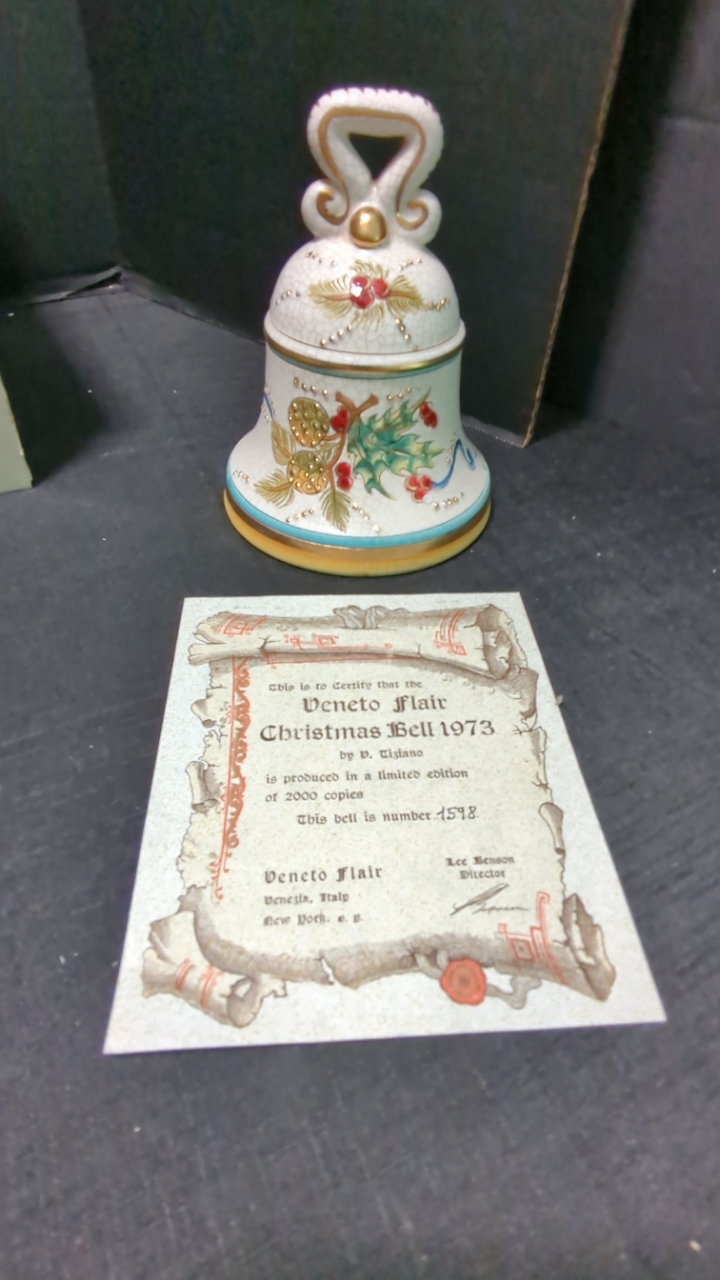 This is to Certify that the
Veneto Flair
Christmas Bell 1973
by V. Tiziano
is produced in a limited edition
of 2000 copies
This bell is number 1598
Veneto Flair
Venezia, Italy
New York, n. y.
Lee Benson
Director